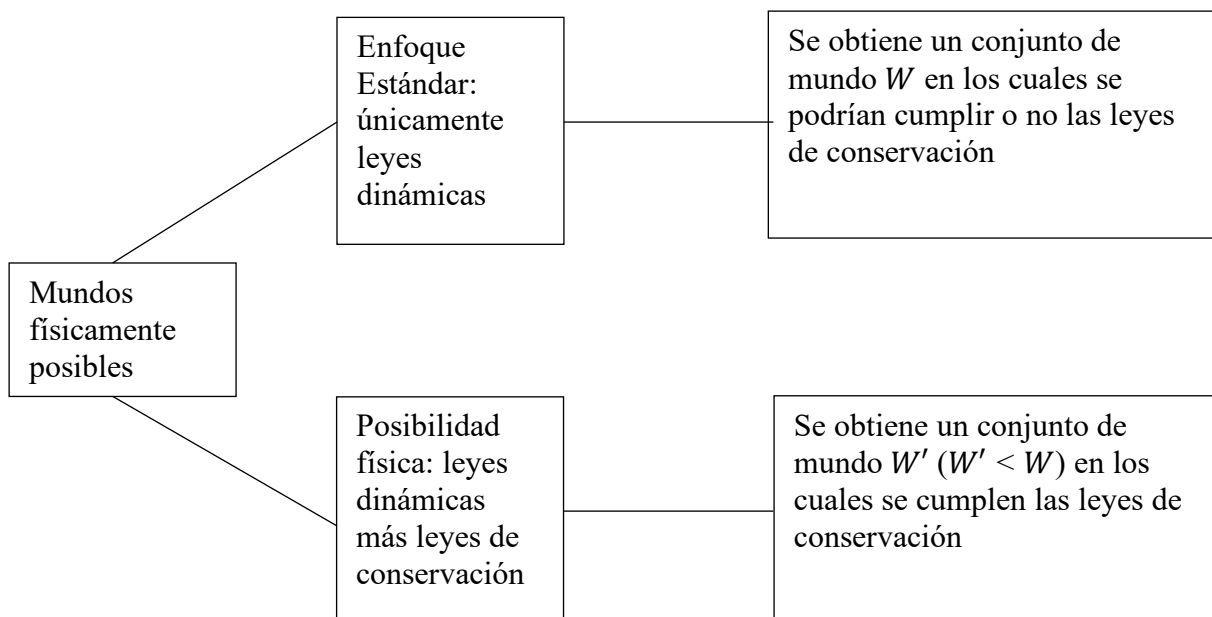 Mundos
físicamente
posibles
Enfoque
Estándar:
únicamente
leyes
dinámicas
Se obtiene un conjunto de
mundo W en los cuales se
podrían cumplir o no las leyes
de conservación
Posibilidad
física: leyes
dinámicas
más leyes de
conservación
Se obtiene un conjunto de
mundo W′ (W′ < W) en los
cuales se cumplen las leyes de
conservación